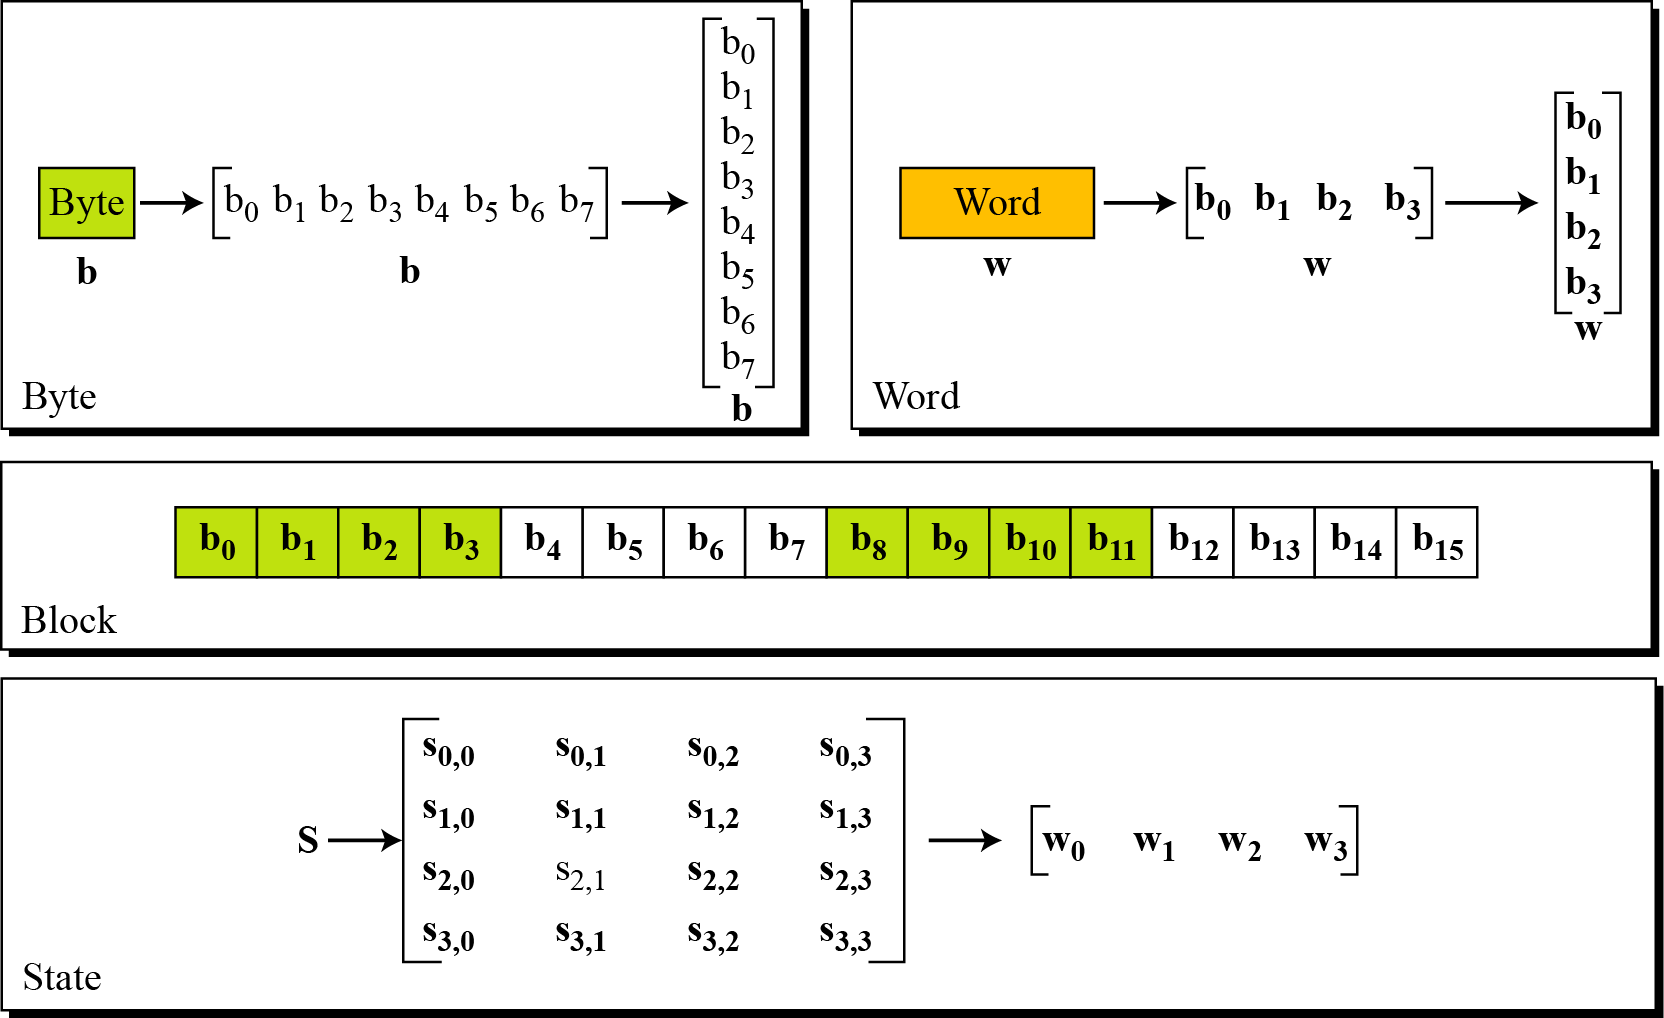 Byte
b
b0 b1 b2 b3 b4 b5 b6 b7
b
b0
b1
b2
b3
b4
b5
b6
b7
b
Byte
Word
w
b0 b1 b2 b3
w
b0
b1
b2
b3
w
Word
b0 b1 b2 b3 b4 b5 b6 b7 b8 b9 b10 b11 b12 b13 b14 b15
Block
S
s0,0 s0,1 s0,2 s0,3
s1,0 s1,1 s1,2 s1,3
s2,0 s2,1 s2,2 s2,3
s3,0 s3,1 s3,2 s3,3
w0 w1 w2 w3
State